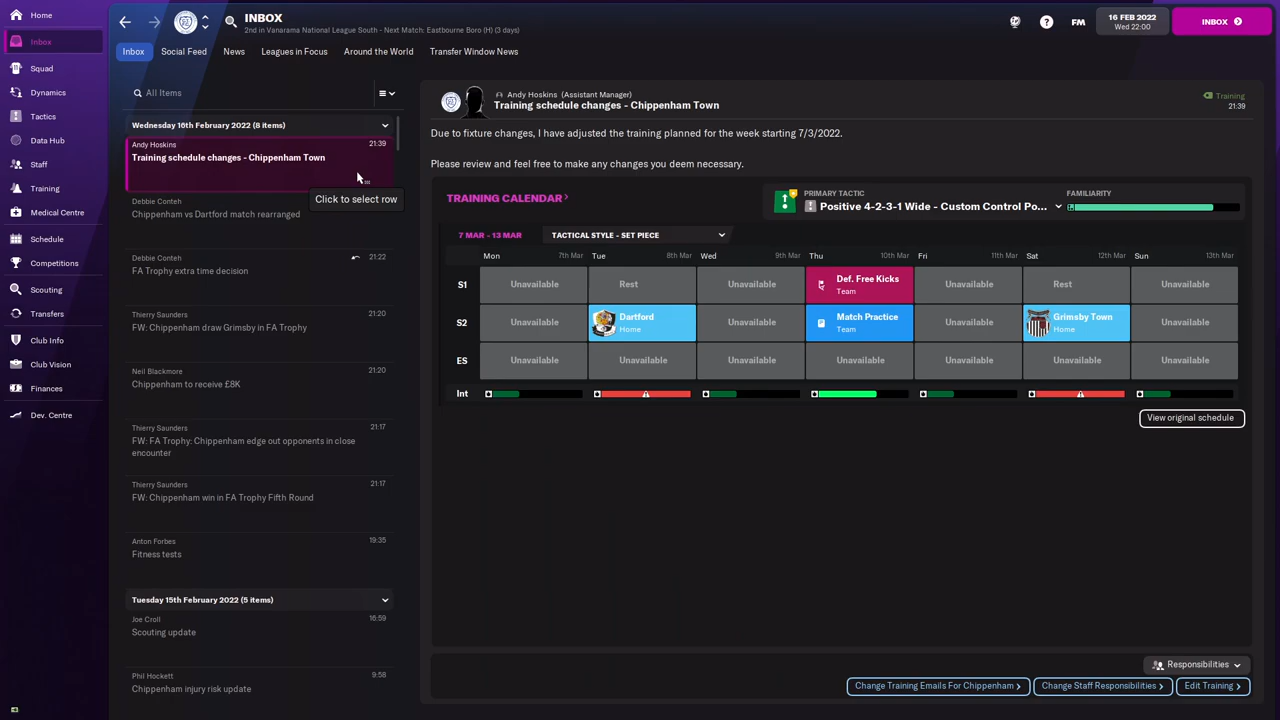 Home
Inbox
Squad
Dynamics
Tactics
Data Hub
Staff
Training
Medical Centre
Schedule
Competitions
Scouting
Transfers
Club Info
Club Vision
Finances
Dev. Centre
INBOX
2nd in Vanarama National League South - Next Match: Eastbourne Boro (H) (3 days)
?
FM
16 FEB 2022
Wed 22:00
INBOX
Inbox
Social Feed
News
Leagues in Focus
Around the World
Transfer Window News
All Items
Wednesday 16th February 2022 (8 items)
Andy Hoskins
21:39
Training schedule changes - Chippenham Town
Click to select row
Debbie Conteh
Chippenham vs Dartford match rearranged
Debbie Conteh
21:22
FA Trophy extra time decision
Thierry Saunders
21:20
FW: Chippenham draw Grimsby in FA Trophy
Neil Blackmore
21:20
Chippenham to receive £8K
Thierry Saunders
21:17
FW: FA Trophy: Chippenham edge out opponents in close
encounter
Thierry Saunders
21:17
FW: Chippenham win in FA Trophy Fifth Round
Anton Forbes
19:35
Fitness tests
Tuesday 15th February 2022 (5 items)
Joe Croll
16:59
Scouting update
Phil Hockett
9:58
Chippenham injury risk update
Andy Hoskins (Assistant Manager)
Training schedule changes - Chippenham Town
Training
21:39
Due to fixture changes, I have adjusted the training planned for the week starting 7/3/2022.
Please review and feel free to make any changes you deem necessary.
TRAINING CALENDAR
PRIMARY TACTIC
Positive 4-2-3-1 Wide - Custom Control Po...
FAMILIARITY
7 MAR - 13 MAR
TACTICAL STYLE - SET PIECE
Mon 7th Mar Tue 8th Mar Wed 9th Mar Thu 10th Mar Fri 11th Mar Sat 12th Mar Sun 13th Mar
S1 Unavailable Rest Unavailable Def. Free Kicks Unavailable Rest Unavailable
Team
S2 Unavailable Dartford Unavailable Match Practice Unavailable Grimsby Town Unavailable
Home Team Home
ES Unavailable Unavailable Unavailable Unavailable Unavailable Unavailable Unavailable
Int
View original schedule
Responsibilities
Change Training Emails For Chippenham
Change Staff Responsibilities
Edit Training